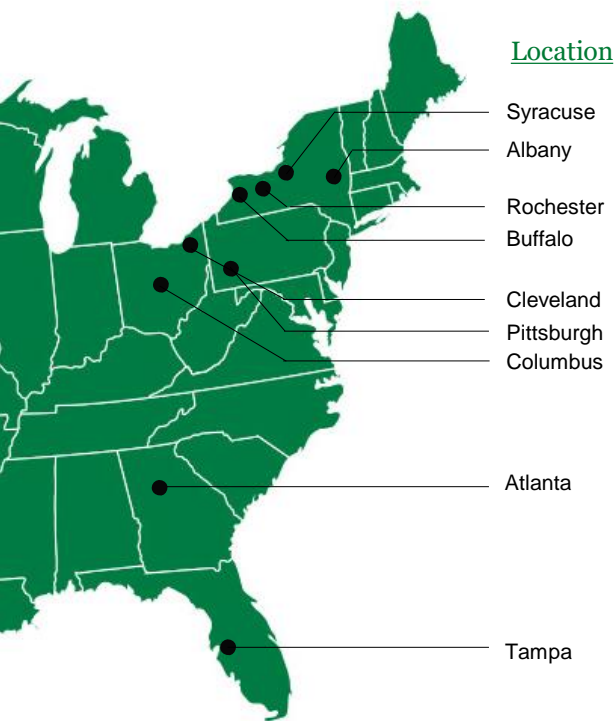 Location
Syracuse
Albany
Rochester
Buffalo
Cleveland
Pittsburgh
Columbus
Atlanta
Tampa